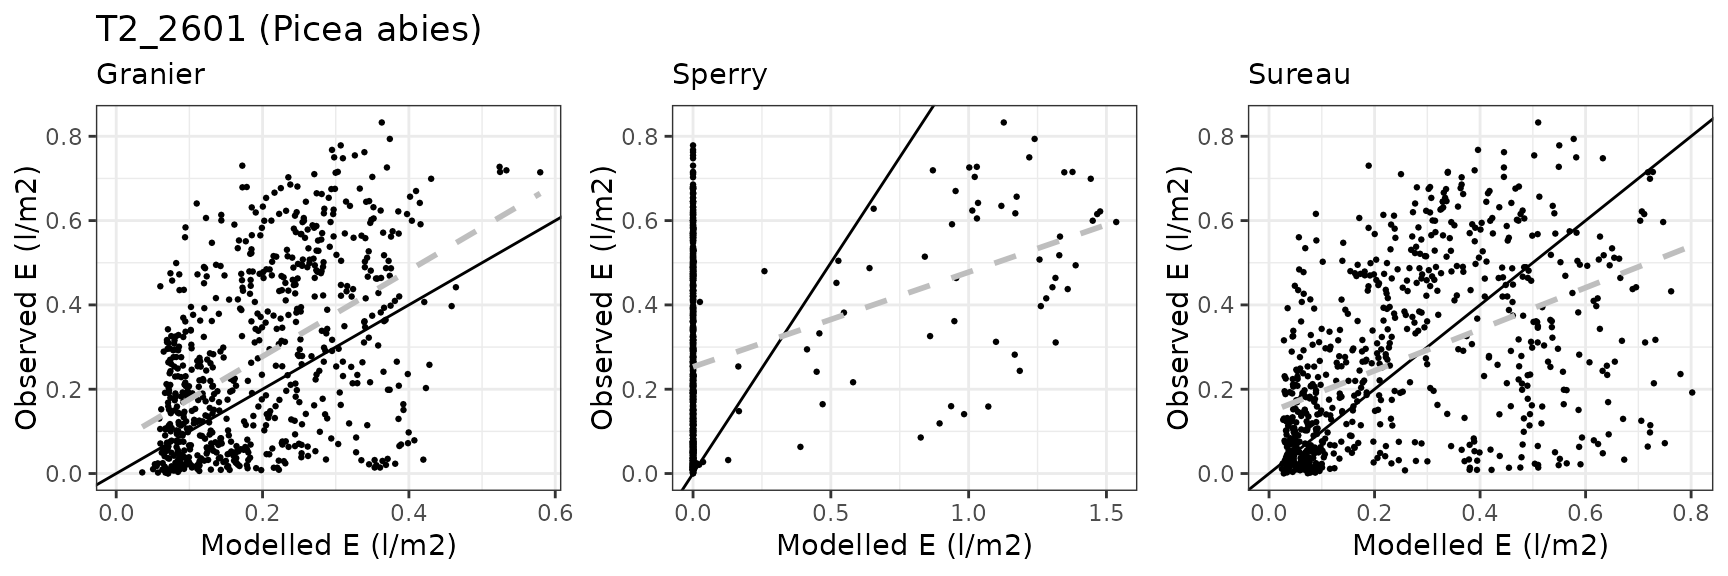 T2_2601 (Picea abies)
Granier
Sperry
Sureau
Observed E (l/m2)
0.8
0.6
0.4
0.2
0.0
0.0 0.2 0.4 0.6
Modelled E (l/m2)
Observed E (l/m2)
0.8
0.6
0.4
0.2
0.0
0.0 0.5 1.0 1.5
Modelled E (l/m2)
Observed E (l/m2)
0.8
0.6
0.4
0.2
0.0
0.0 0.2 0.4 0.6 0.8
Modelled E (l/m2)